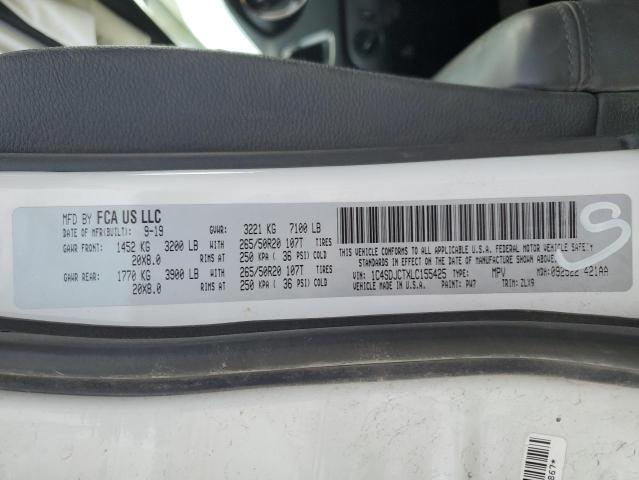 MFD BY FCA US LLC
DATE OF MFR(BUILT): 9-19 GVWR: 3221 KG 7100 LB
GAWR FRONT: 1452 KG 3200 LB WITH 265/50R20 107T TIRES
20X8.0 RIMS AT 250 KPA ( 36 PSI) COLD
GAWR REAR: 1770 KG 3900 LB WITH 265/50R20 107T TIRES
20X8.0 RIMS AT 250 KPA ( 36 PSI) COLD
THIS VEHICLE CONFORMS TO ALL APPLICABLE U.S.A. FEDERAL MOTOR VEHICLE SAFETY
STANDARDS IN EFFECT ON THE DATE OF MANUFACTURE SHOWN ABOVE.
VIN: 1C4SDJCTXLC155425 TYPE: MPV MDH: 421AA
VEHICLE MADE IN U.S.A. PAINT: PW7 TRIM: ZLX9
S
867*